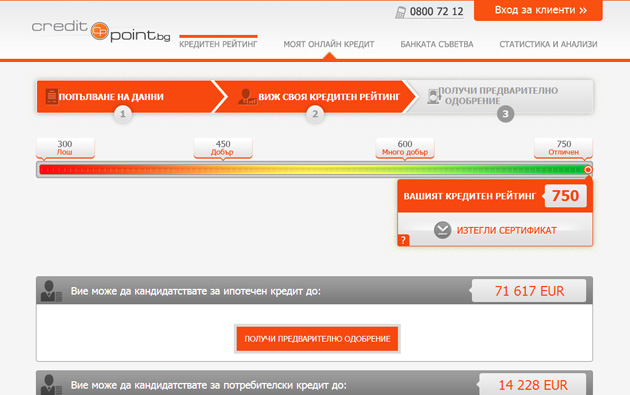 0800 72 12
Вход за клиенти »
credit cp point.bg
КРЕДИТЕН РЕЙТИНГ
МОЯТ ОНЛАЙН КРЕДИТ
БАНКАТА СЪВЕТВА
СТАТИСТИКА И АНАЛИЗИ
ПОПЪЛВАНЕ НА ДАННИ
1
ВИЖ СВОЯ КРЕДИТЕН РЕЙТИНГ
2
ПОЛУЧИ ПРЕДВАРИТЕЛНО
ОДОБРЕНИЕ
3
300
Лош
450
Добър
600
Много добър
750
Отличен
ВАШИЯТ КРЕДИТЕН РЕЙТИНГ 750
ИЗТЕГЛИ СЕРТИФИКАТ
?
Вие може да кандидатствате за ипотечен кредит до: 71 617 EUR
ПОЛУЧИ ПРЕДВАРИТЕЛНО ОДОБРЕНИЕ
Вие може да кандидатствате за потребителски кредит до: 14 228 EUR